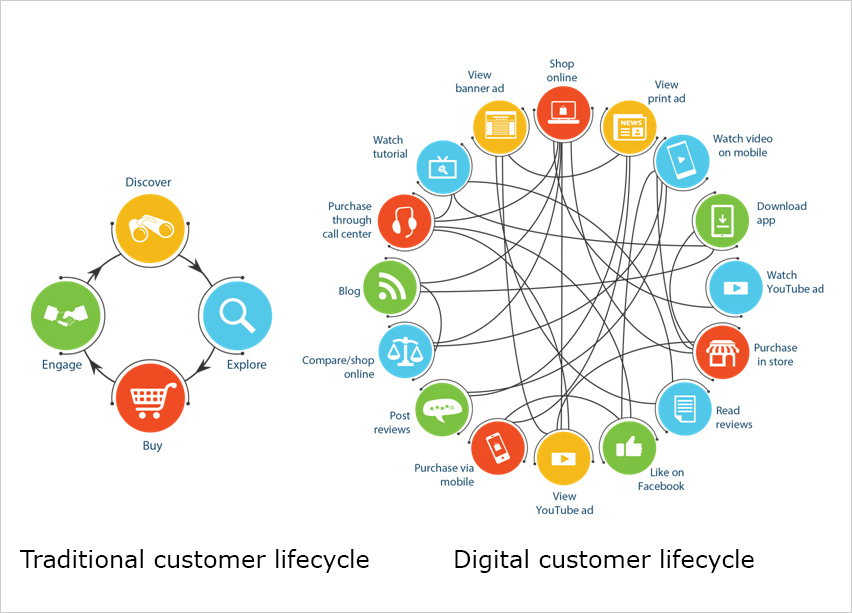 Discover
Explore
Buy
Engage
Traditional customer lifecycle
Shop
online
View
print ad
NEWS
Watch video
on mobile
Download
app
Watch
YouTube ad
Purchase
in store
Read
reviews
Like on
Facebook
View
YouTube ad
Purchase via
mobile
Post
reviews
Compare/shop
online
Blog
Purchase
through
call center
Watch
tutorial
View
banner ad
Digital customer lifecycle